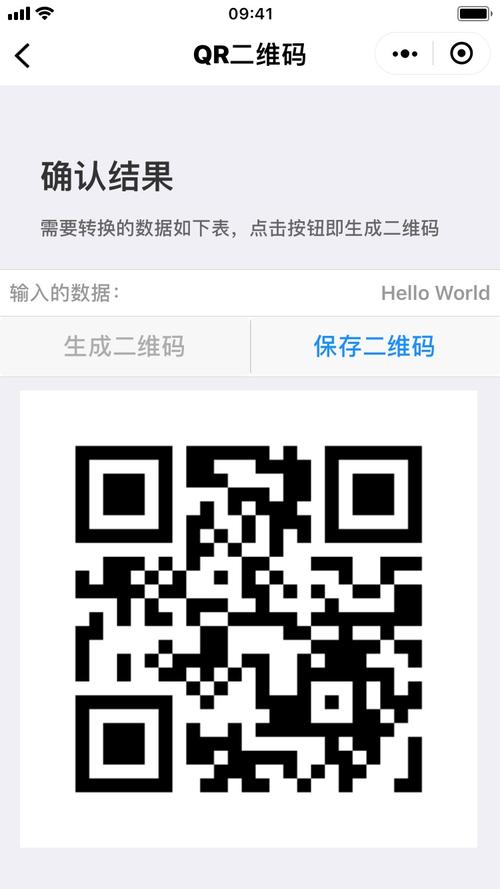 09:41
QR二维码
确认结果
需要转换的数据如下表，点击按钮即生成二维码
输入的数据： Hello World
生成二维码 保存二维码